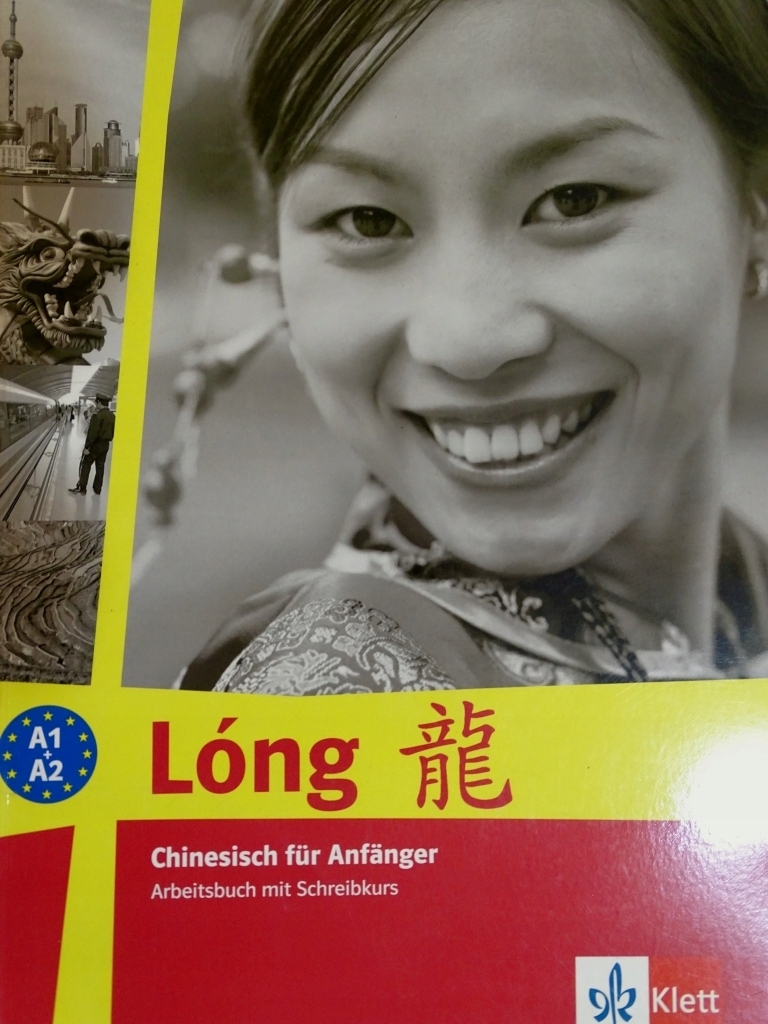 A1
+
A2
Lóng 龍
Chinesisch für Anfänger
Arbeitsbuch mit Schreibkurs
Klett